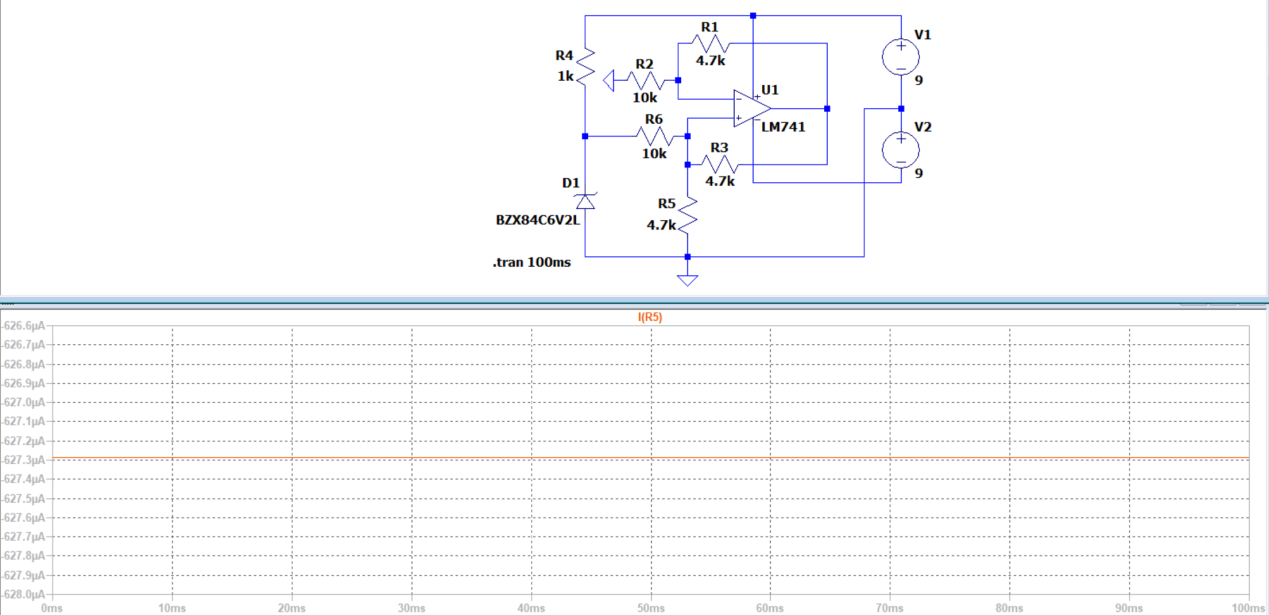 R1
4.7k
V1
9
R4
1k
R2
10k
U1
LM741
R6
10k
V2
9
R3
4.7k
D1
BZX84C6V2L
R5
4.7k
.tran 100ms
I(R5)
-626.6µA
-626.7µA
-626.8µA
-626.9µA
-627.0µA
-627.1µA
-627.2µA
-627.3µA
-627.4µA
-627.5µA
-627.6µA
-627.7µA
-627.8µA
-627.9µA
-628.0µA
0ms 10ms 20ms 30ms 40ms 50ms 60ms 70ms 80ms 90ms 100ms